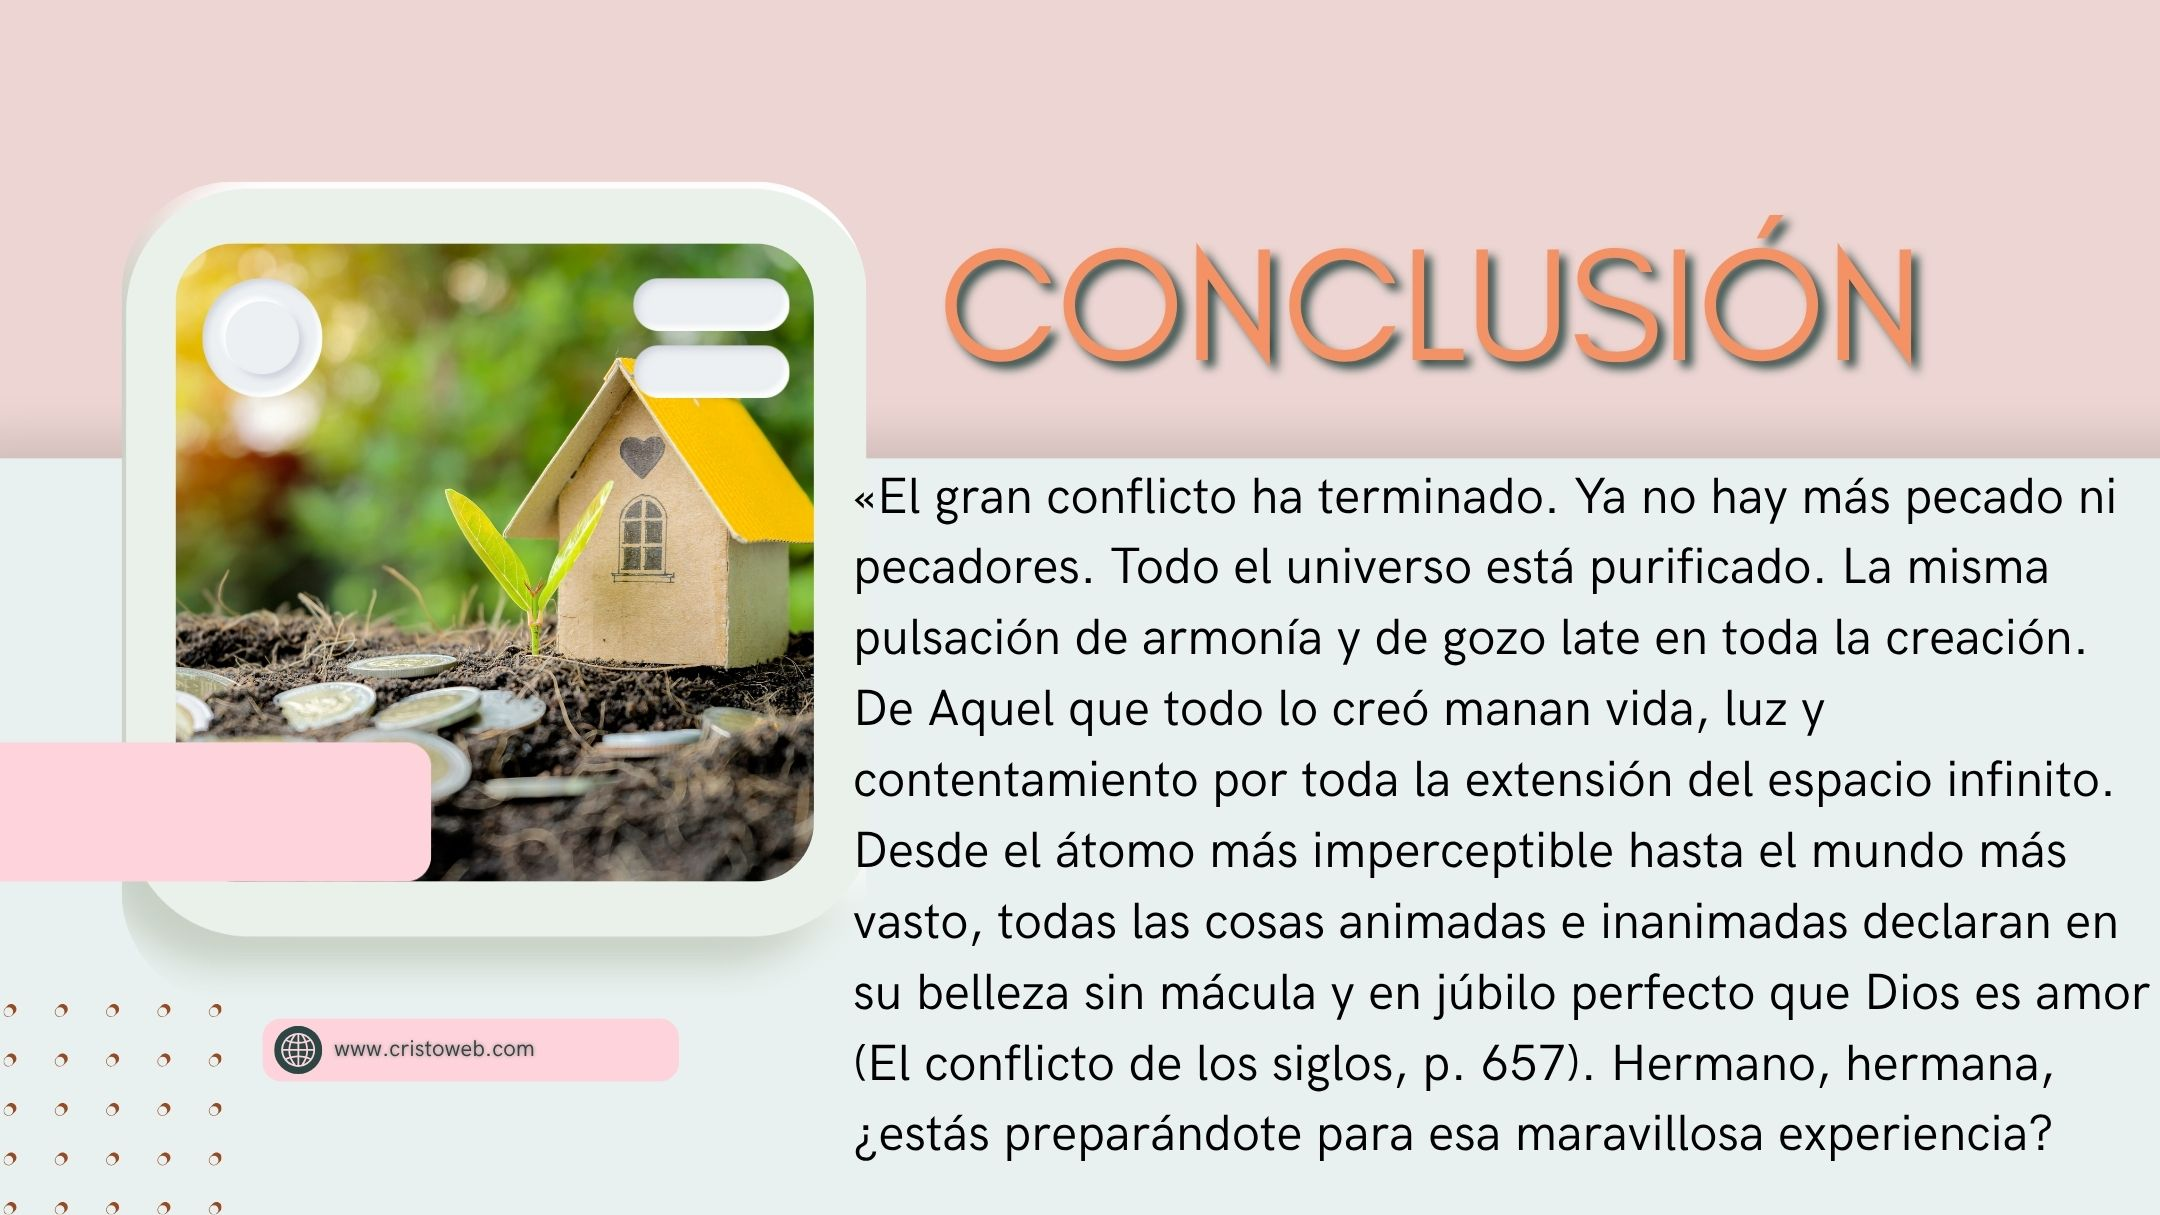 CONCLUSIÓN
«El gran conflicto ha terminado. Ya no hay más pecado ni
pecadores. Todo el universo está purificado. La misma
pulsación de armonía y de gozo late en toda la creación.
De Aquel que todo lo creó manan vida, luz y
contentamiento por toda la extensión del espacio infinito.
Desde el átomo más imperceptible hasta el mundo más
vasto, todas las cosas animadas e inanimadas declaran en
su belleza sin mácula y en júbilo perfecto que Dios es amor
(El conflicto de los siglos, p. 657). Hermano, hermana,
¿estás preparándote para esa maravillosa experiencia?
www.cristoweb.com